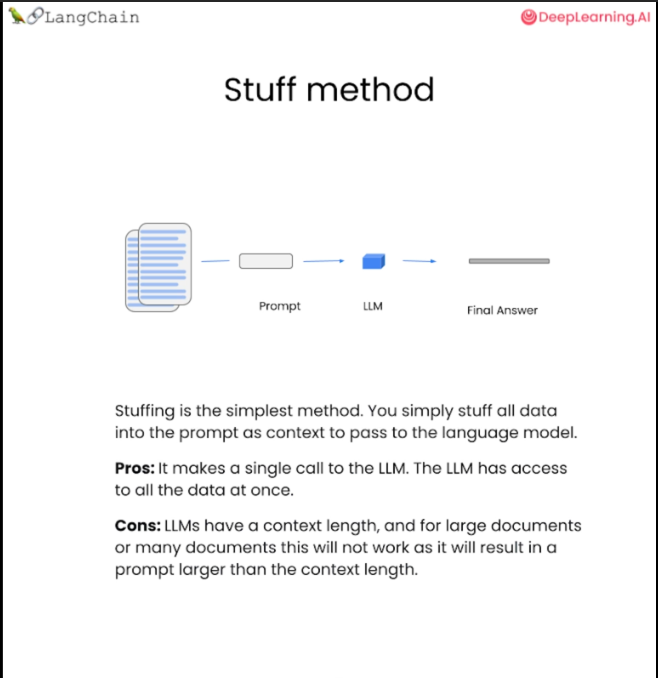 LangChain
DeepLearning.AI
Stuff method
Prompt
LLM
Final Answer
Stuffing is the simplest method. You simply stuff all data
into the prompt as context to pass to the language model.
Pros: It makes a single call to the LLM. The LLM has access
to all the data at once.
Cons: LLMs have a context length, and for large documents
or many documents this will not work as it will result in a
prompt larger than the context length.